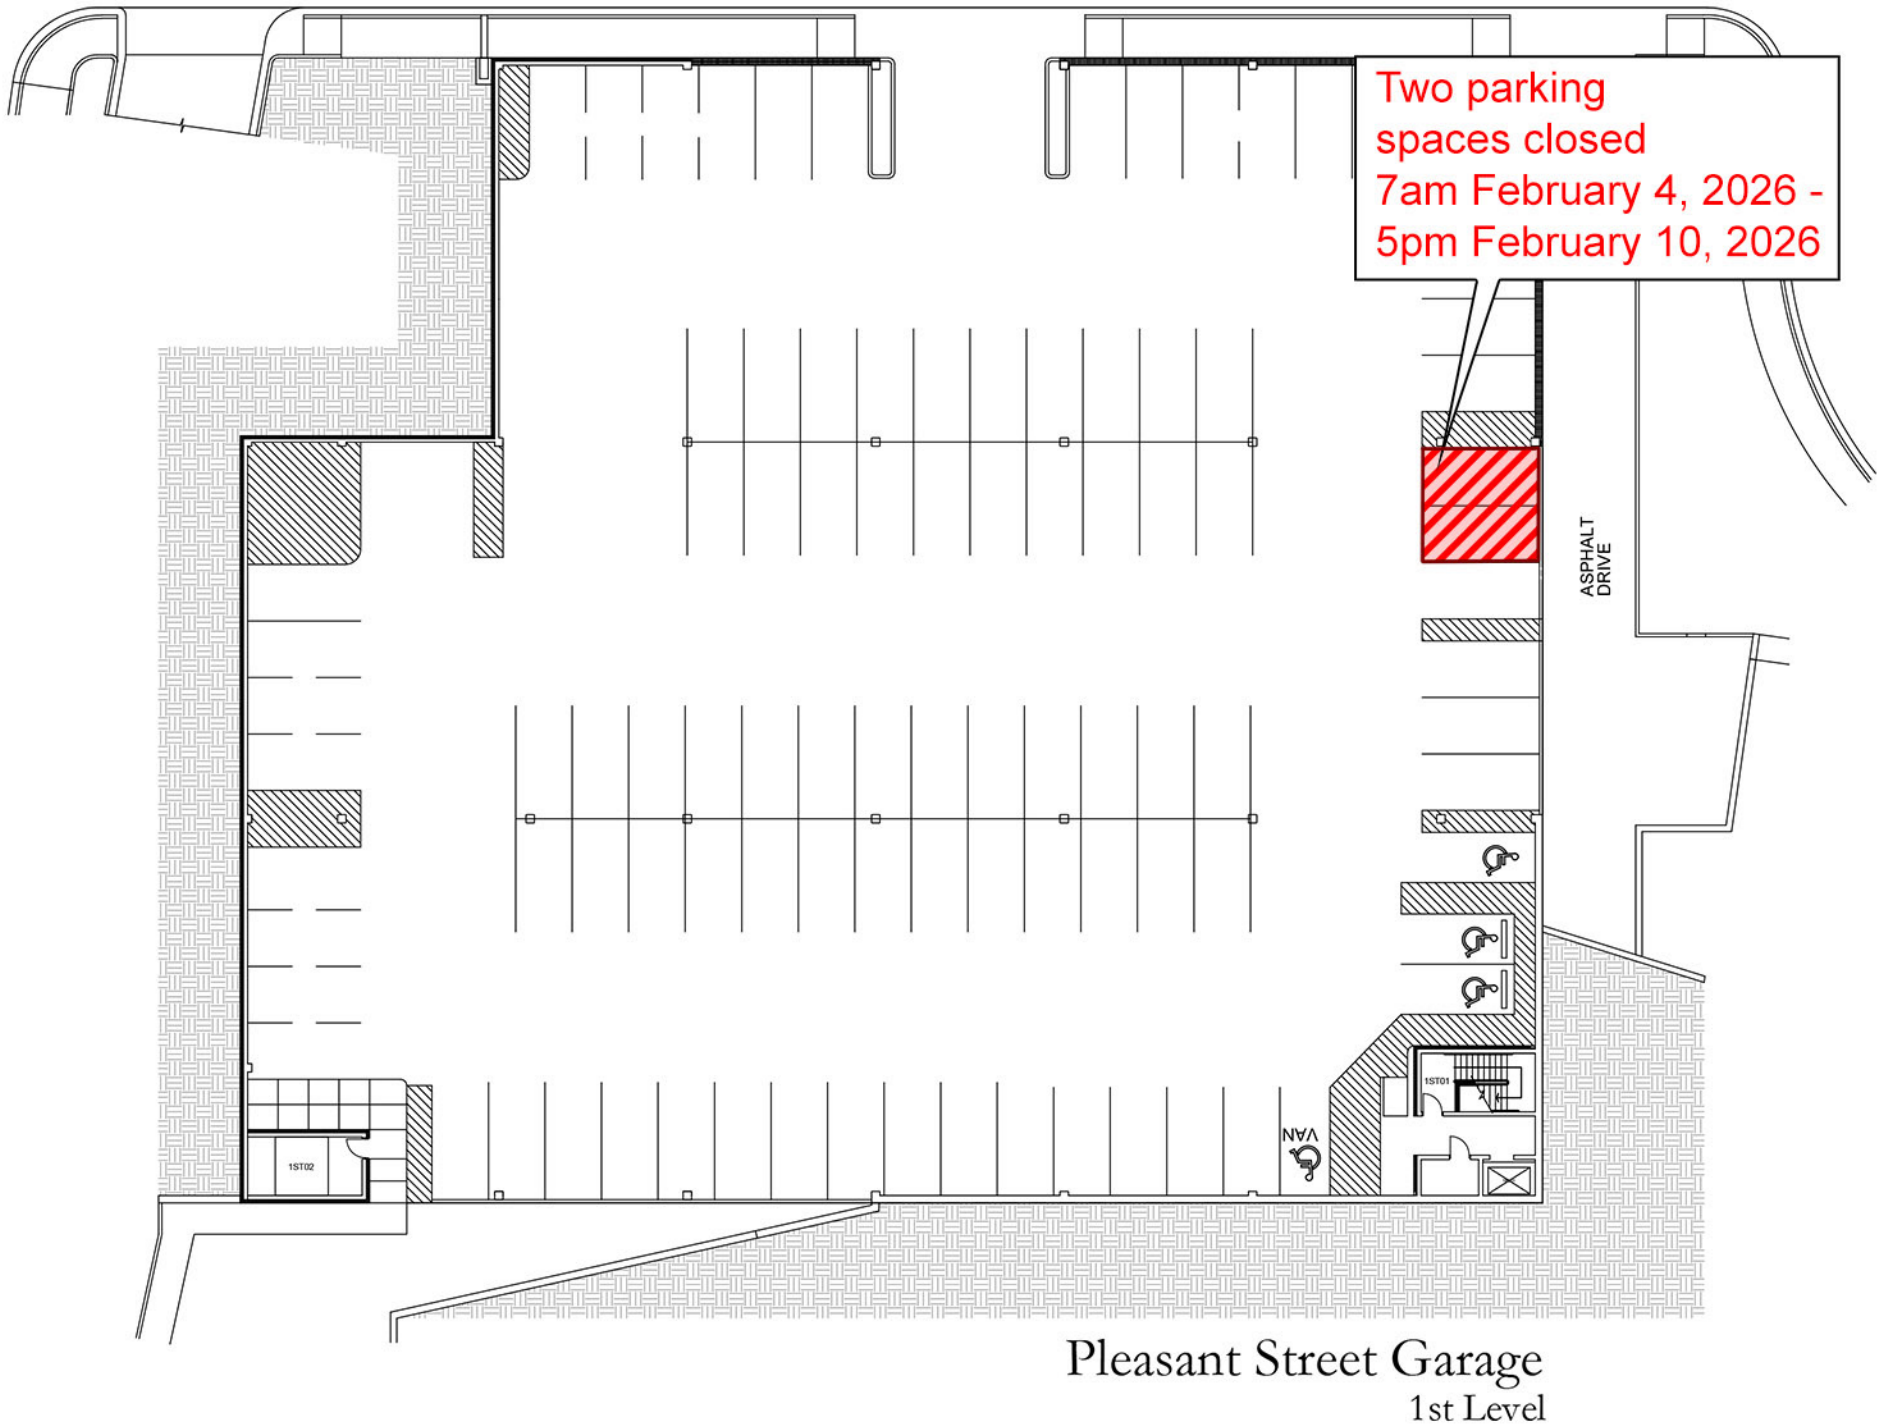 Two parking
spaces closed
7am February 4, 2026 -
5pm February 10, 2026
ASPHALT
DRIVE
1ST01
VAN
1ST02
Pleasant Street Garage
1st Level